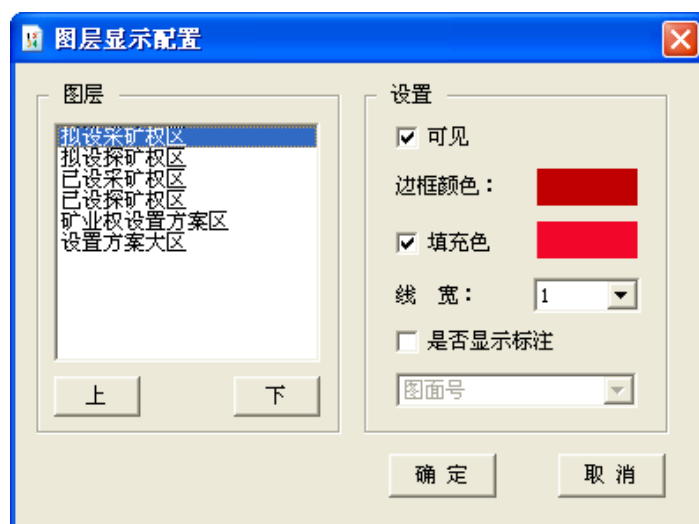 图层显示配置
图层
拟设采矿权区
拟设探矿权区
已设采矿权区
已设探矿权区
矿业权设置方案区
设置方案大区
上
下
设置
可见
边框颜色：
填充色
线 宽： 1
是否显示标注
图面号
确 定
取 消